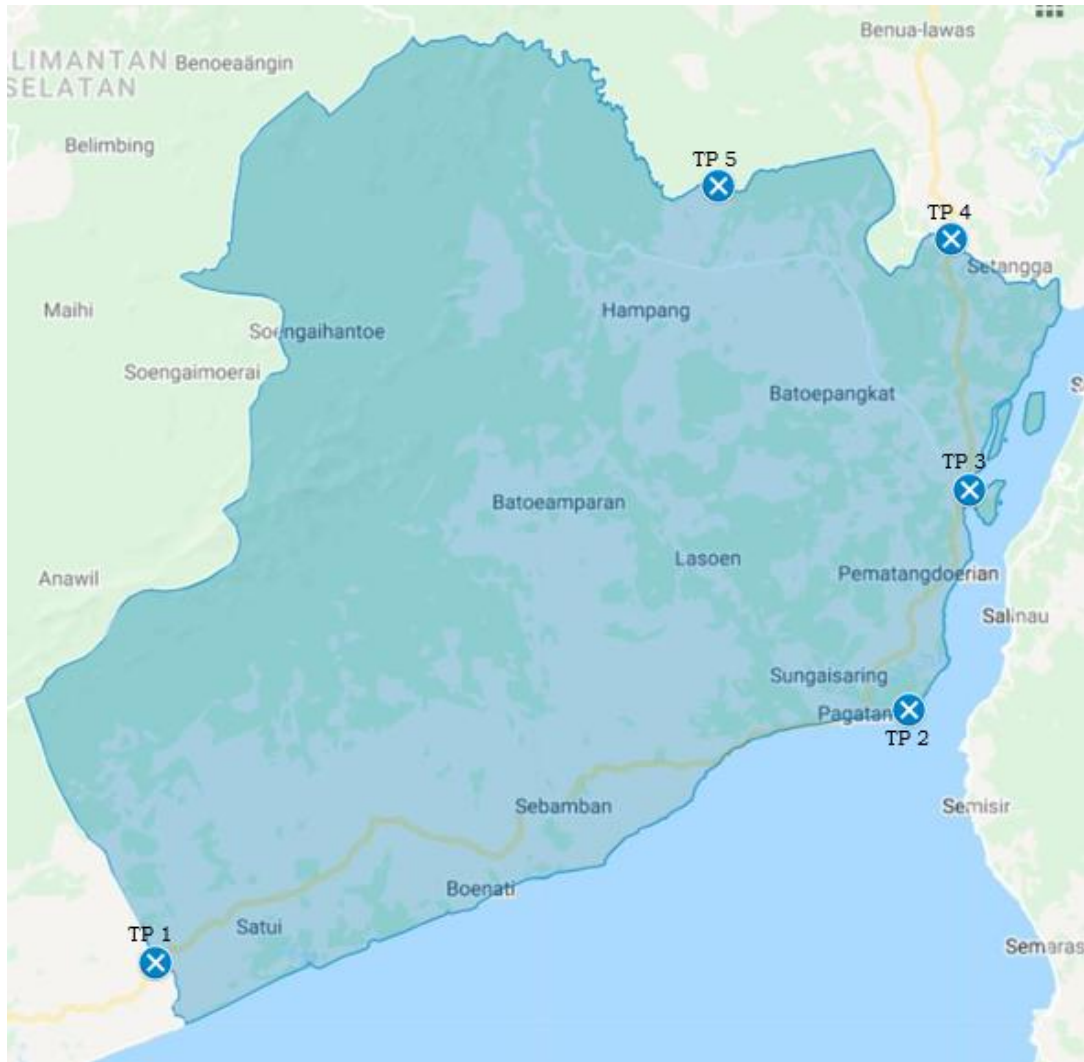 Benua-lawas
LIMANTAN
SELATAN
Benoeaängin
Belimbing
TP 5
TP 4
Setangga
Maihi
Hampang
Soengaihantoe
Soengaimoerai
Batoepangkat
TP 3
Batoeamparan
Lasoen
Anawil
Pematangdoerian
Salinau
Sungaisaring
Pagatan
TP 2
Sebamban
Semisir
Boenati
Satui
TP 1
Semaras